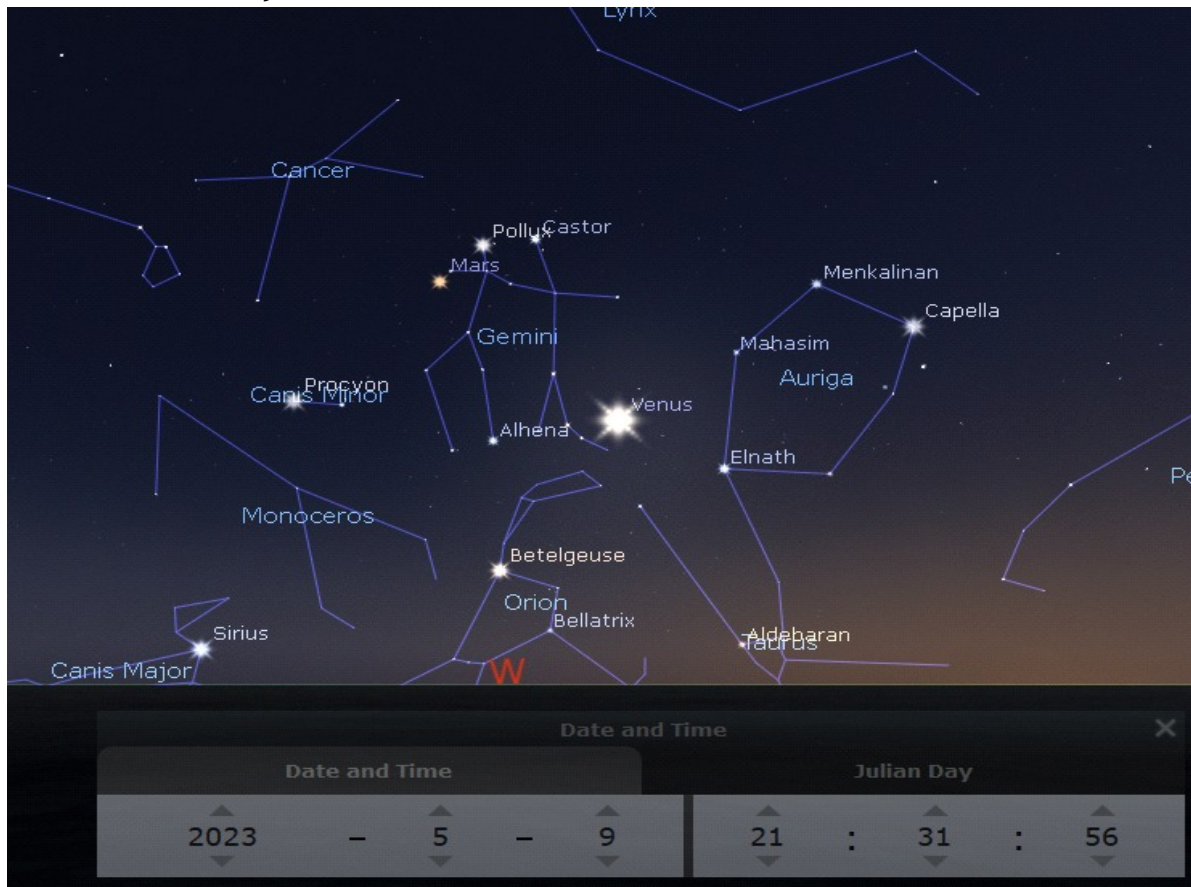 Lynx
Cancer
Pollux
Castor
Mars
Menkalinan
Capella
Gemini
Mahasim
Auriga
Procyon
Canis Minor
Venus
Alhena
Elnath
Pe
Monoceros
Betelgeuse
Orion
Bellatrix
Sirius
Aldebaran
Taurus
Canis Major
W
Date and Time
Date and Time
Julian Day
2023 – 5 – 9 21 : 31 : 56